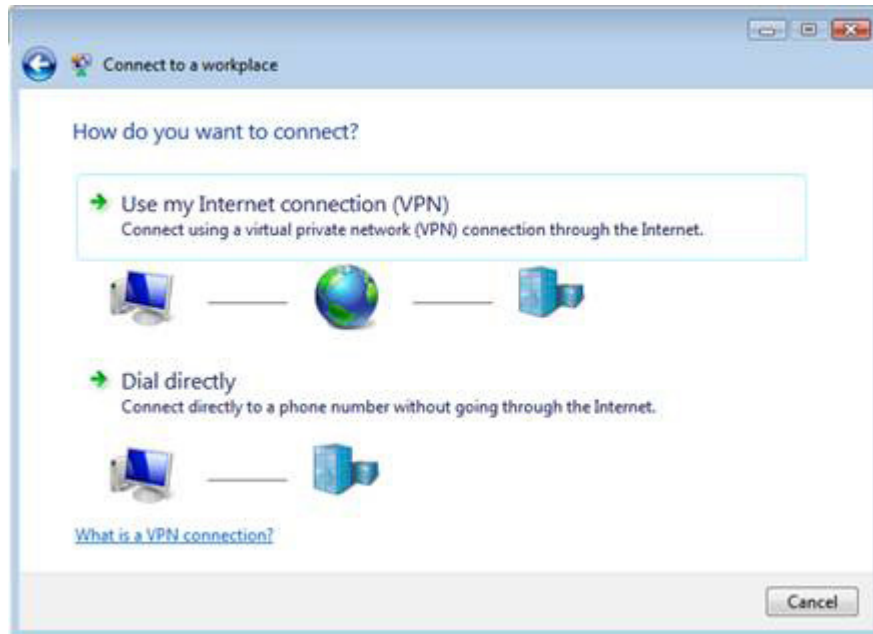 Connect to a workplace
How do you want to connect?
Use my Internet connection (VPN)
Connect using a virtual private network (VPN) connection through the Internet.
Dial directly
Connect directly to a phone number without going through the Internet.
What is a VPN connection?
Cancel